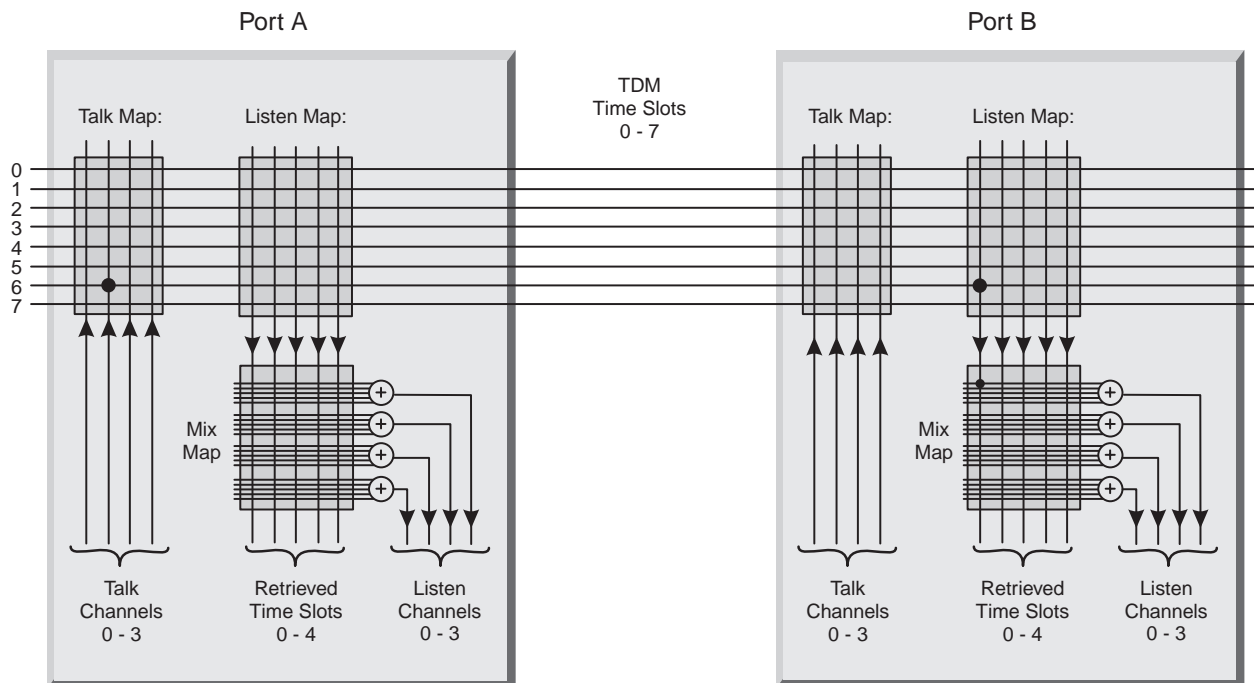 Port A
Port B
TDM
Time Slots
0 - 7
Talk Map:
Listen Map:
Talk Map:
Listen Map:
0
1
2
3
4
5
6
7
+
+
+
+
Mix
Map
+
+
+
+
Mix
Map
Talk
Channels
0 - 3
Retrieved
Time Slots
0 - 4
Listen
Channels
0 - 3
Talk
Channels
0 - 3
Retrieved
Time Slots
0 - 4
Listen
Channels
0 - 3